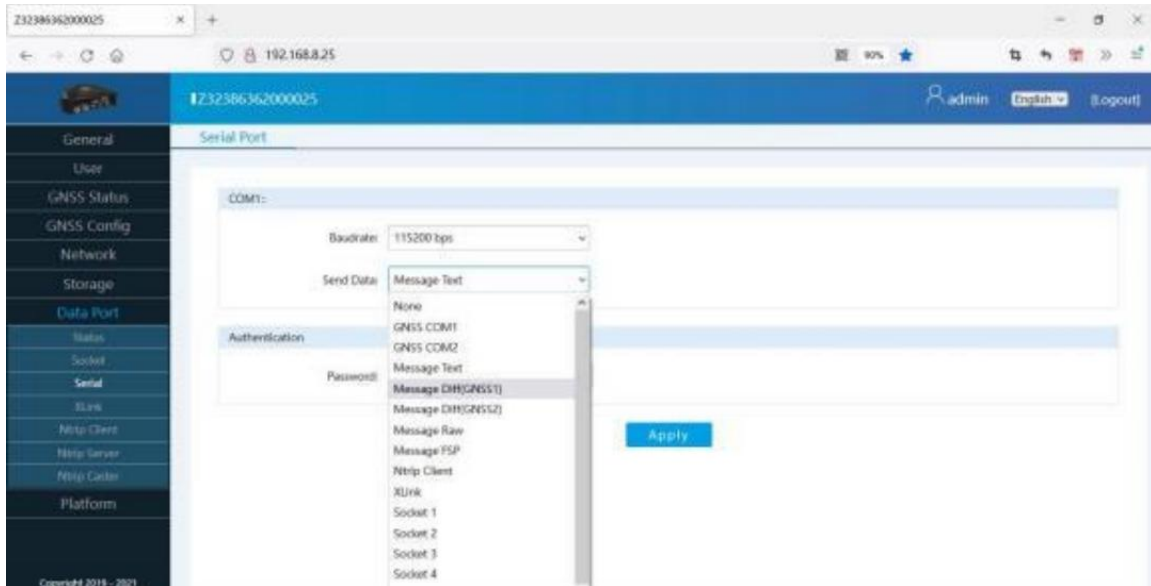 Z32386362000025
192.168.8.25
90%
Z32386362000025
admin
English
[Logout]
General
User
GNSS Status
GNSS Config
Network
Storage
Data Port
Status
Socket
Serial
XLink
Ntrip Client
Ntrip Server
Ntrip Caster
Platform
Copyright 2019 - 2021
Serial Port
COM1:
Baudrate: 115200 bps
Send Data: Message Text
None
GNSS COM1
GNSS COM2
Message Text
Message Diff(GNSS1)
Message Diff(GNSS2)
Message Raw
Message FSP
Ntrip Client
XLink
Socket 1
Socket 2
Socket 3
Socket 4
Authentication
Password:
Apply